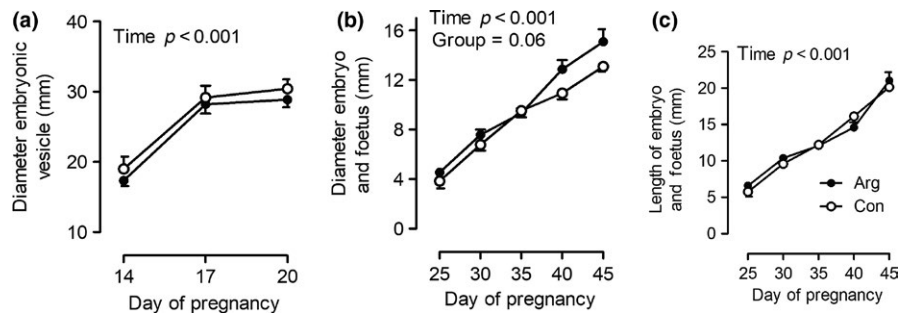 (a)
Time p < 0.001
Diameter embryonic
vesicle (mm)
40
30
20
10
14
17
20
Day of pregnancy
(b)
Time p < 0.001
Group = 0.06
Diameter embryo
and foetus (mm)
16
12
8
4
0
25
30
35
40
45
Day of pregnancy
(c)
Time p < 0.001
Length of embryo
and foetus (mm)
25
20
15
10
5
0
Arg
Con
25
30
35
40
45
Day of pregnancy